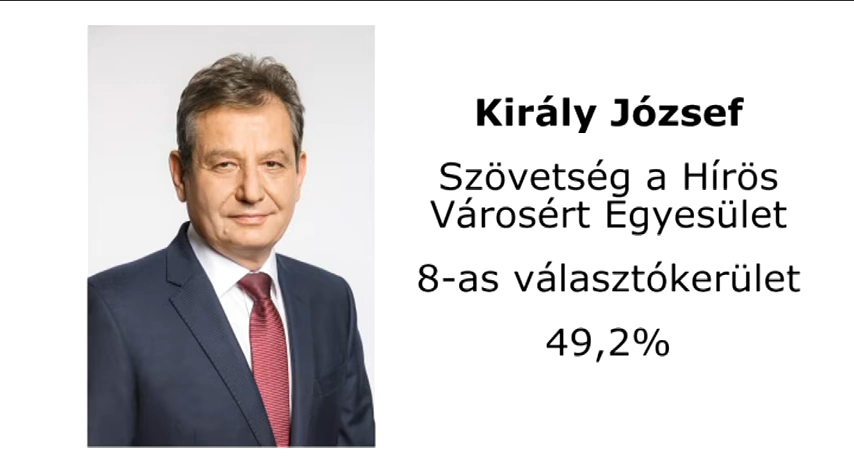 Király József
Szövetség a Hírös
Városért Egyesület
8-as választókerület
49,2%